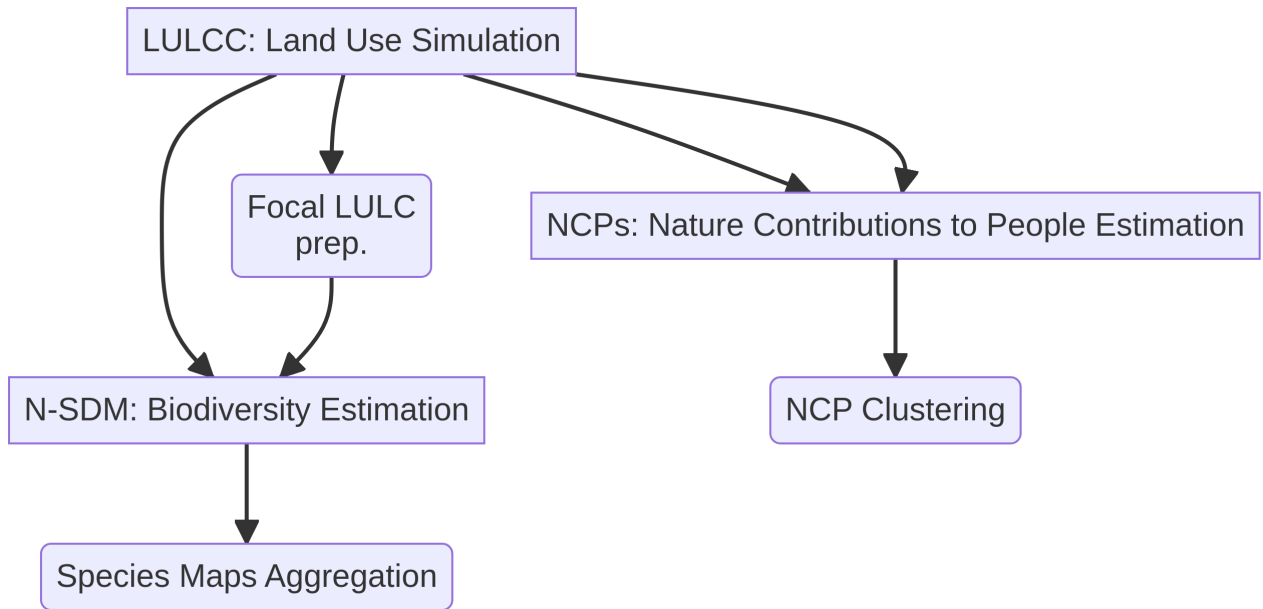 LULCC: Land Use Simulation
Focal LULC
prep.
NCPs: Nature Contributions to People Estimation
N-SDM: Biodiversity Estimation
NCP Clustering
Species Maps Aggregation